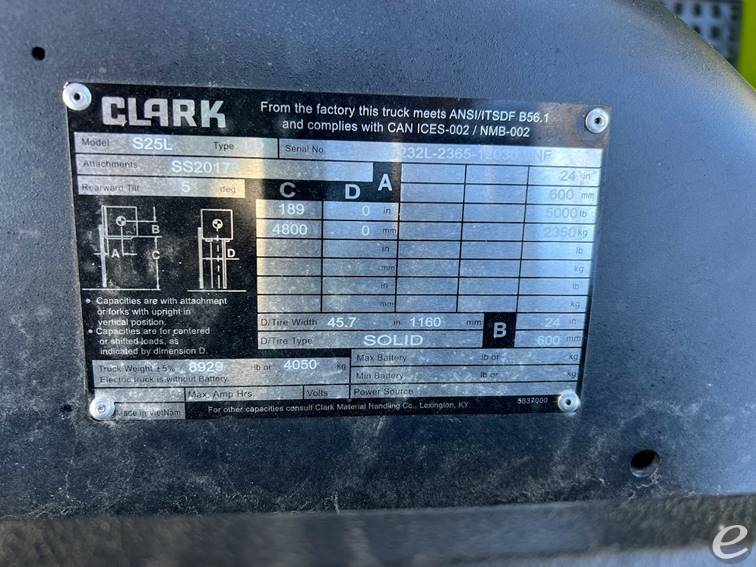 CLARK
From the factory this truck meets ANSI/ITSDF B56.1
and complies with CAN ICES-002 / NMB-002
Model S25L Type Serial No. NF
Attachments SS201 24 in
Rearward Tilt 5 deg C D A 600 mm
189 0 in 5000 lb
4800 0 mm 2350 kg
in lb
mm kg
in lb
mm kg
A B C D
• Capacities are with attachment
or forks with upright in
vertical position.
• Capacities are for centered
or shifted loads, as
indicated by dimension D.
D/Tire Width 45.7 in 1160 mm B 24 in
D/Tire Type SOLID 600 mm
Truck Weight ±5% 8929 lb or 4050 kg
Max Battery lb or kg
Electric truck is without Battery.
Min Battery lb or kg
Max. Amp Hrs. Volts Power Source
Made in VietNam
For other capacities consult Clark Material Handling Co., Lexington, KY
5637000
e